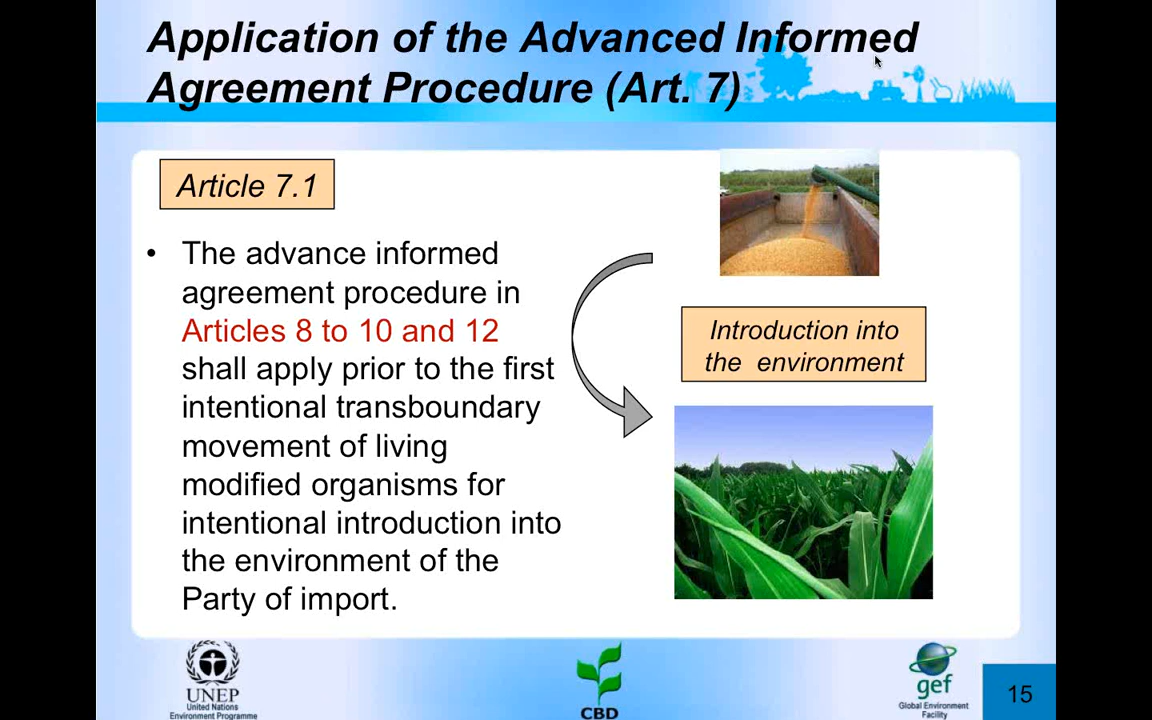 Application of the Advanced Informed
Agreement Procedure (Art. 7)
Article 7.1
• The advance informed
agreement procedure in
Articles 8 to 10 and 12
shall apply prior to the first
intentional transboundary
movement of living
modified organisms for
intentional introduction into
the environment of the
Party of import.
Introduction into
the environment
UNEP
United Nations
Environment Programme
CBD
gef
Global Environment
Facility
15